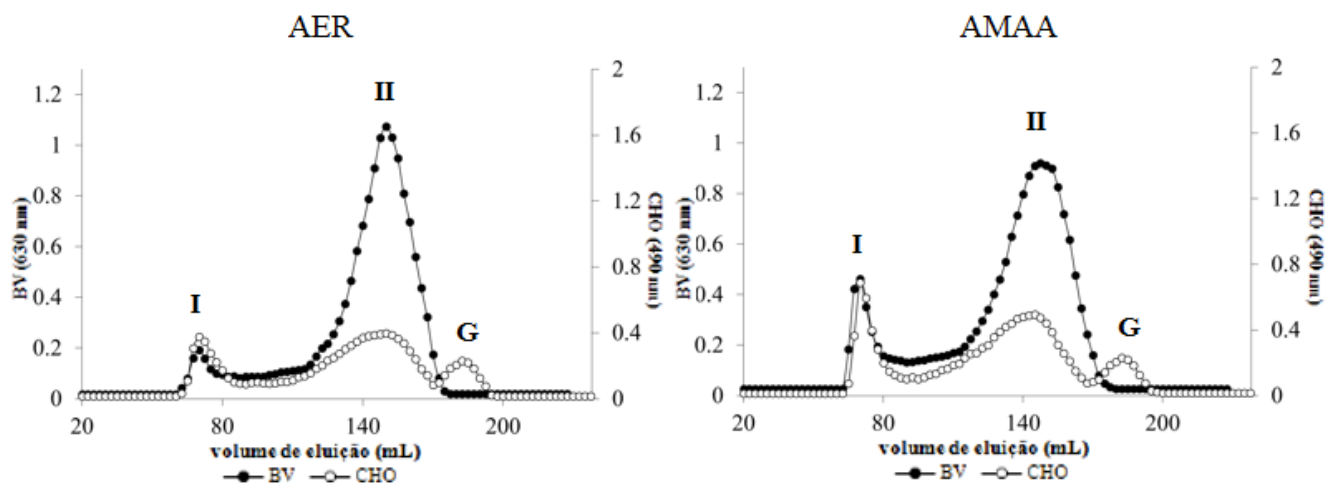 AER
I
II
G
1.2
1
0.8
0.6
0.4
0.2
0
BV (630 nm)
2
1.6
1.2
0.8
0.4
0
CHO (490 nm)
20 80 140 200
volume de eluição (mL)
BV CHO
AMAA
I
II
G
1.2
1
0.8
0.6
0.4
0.2
0
BV (630 nm)
2
1.6
1.2
0.8
0.4
0
CHO (490 nm)
20 80 140 200
volume de eluição (mL)
BV CHO